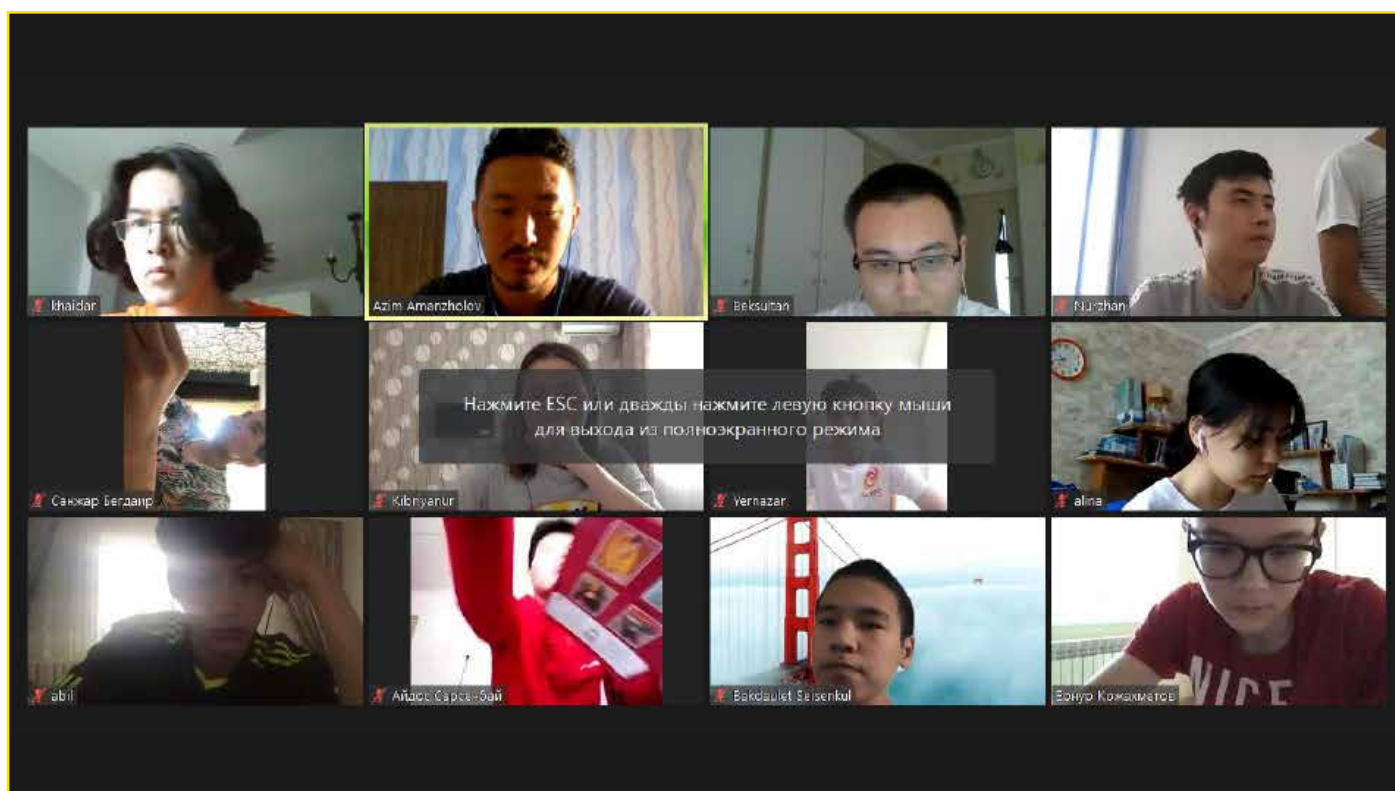 khaidar
Azim Amanzholov
Beksultan
Nurzhan
Нажмите ESC или дважды нажмите левую кнопку мыши
для выхода из полноэкранного режима
Санжар Бегдаир
Kibnyanur
Yernazar
alina
abil
Айдос Сарсенбай
Bakdaulet Seisenkul
Ернур Кожахметов
NICE